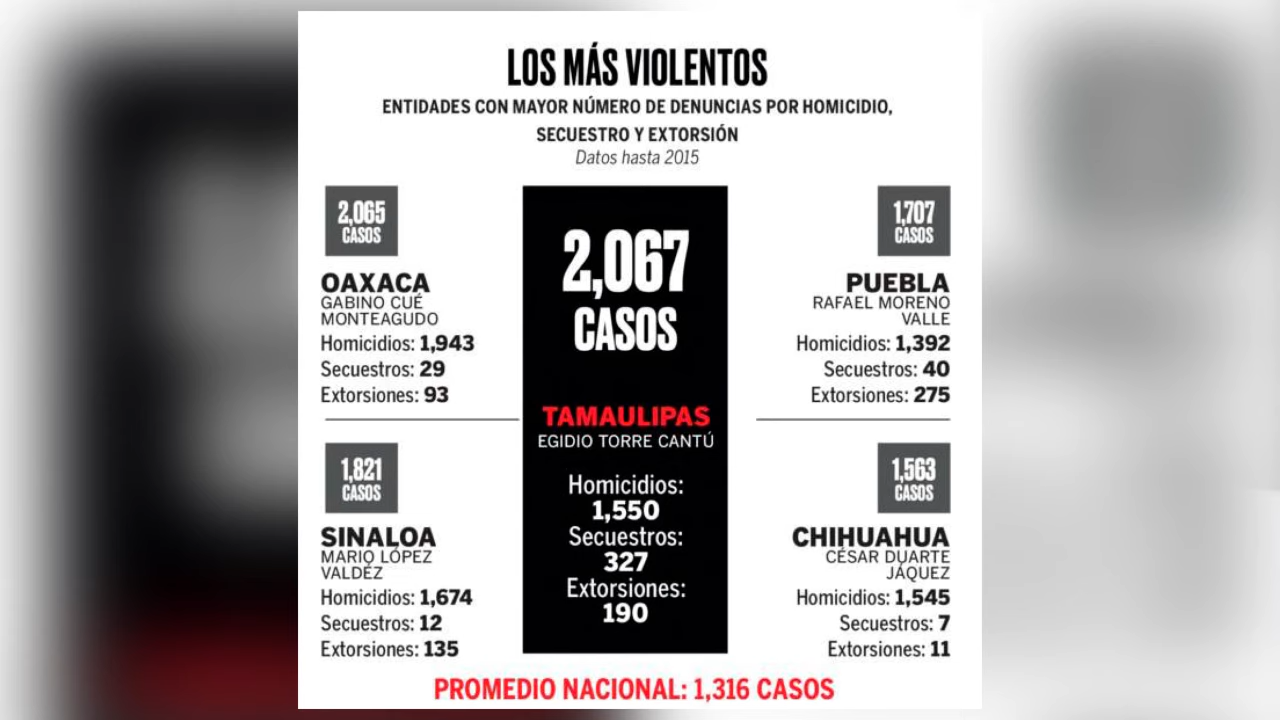 LOS MÁS VIOLENTOS
ENTIDADES CON MAYOR NÚMERO DE DENUNCIAS POR HOMICIDIO,
SECUESTRO Y EXTORSIÓN
Datos hasta 2015
2,065
CASOS
OAXACA
GABINO CUÉ
MONTEAGUDO
Homicidios: 1,943
Secuestros: 29
Extorsiones: 93
1,821
CASOS
SINALOA
MARIO LÓPEZ
VALDÉZ
Homicidios: 1,674
Secuestros: 12
Extorsiones: 135
2,067
CASOS
TAMAULIPAS
EGIDIO TORRE CANTÚ
Homicidios:
1,550
Secuestros:
327
Extorsiones:
190
1,707
CASOS
PUEBLA
RAFAEL MORENO
VALLE
Homicidios: 1,392
Secuestros: 40
Extorsiones: 275
1,563
CASOS
CHIHUAHUA
CÉSAR DUARTE
JÁQUEZ
Homicidios: 1,545
Secuestros: 7
Extorsiones: 11
PROMEDIO NACIONAL: 1,316 CASOS